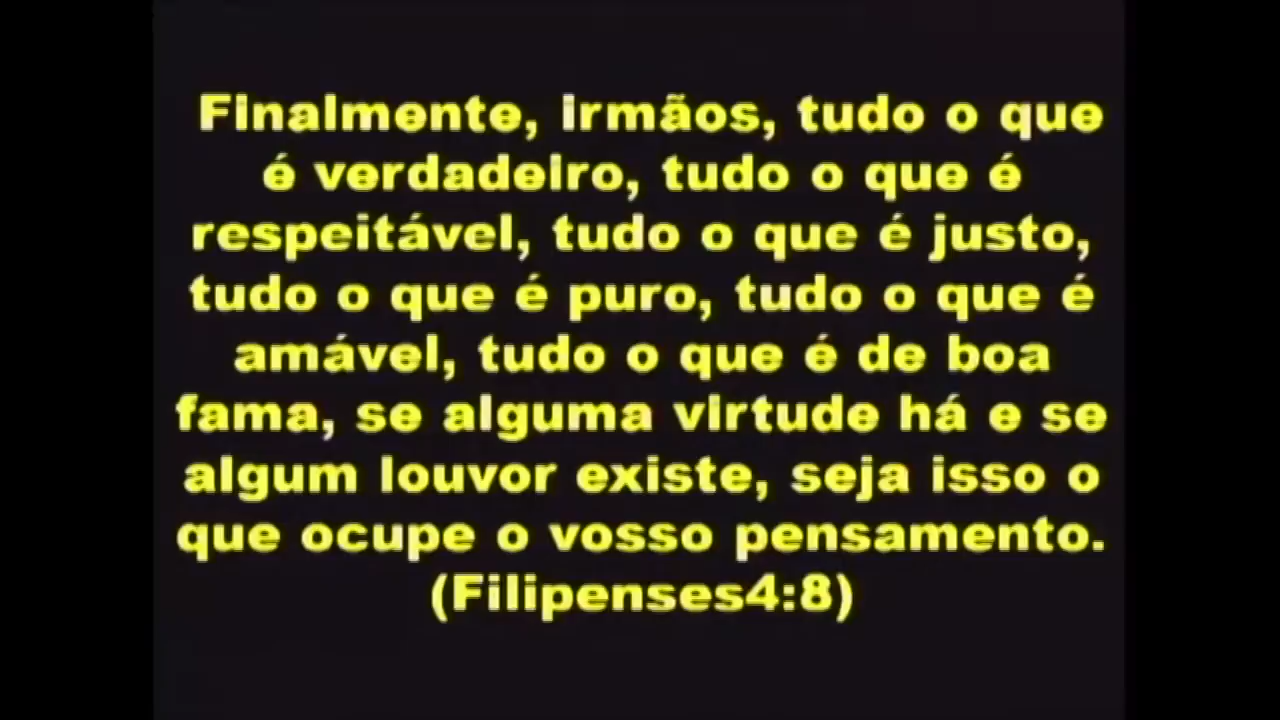 Finalmente, irmãos, tudo o que
é verdadeiro, tudo o que é
respeitável, tudo o que é justo,
tudo o que é puro, tudo o que é
amável, tudo o que é de boa
fama, se alguma virtude há e se
algum louvor existe, seja isso o
que ocupe o vosso pensamento.
(Filipenses4:8)